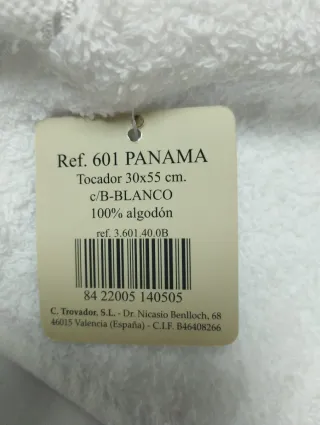 Ref. 601 PANAMA
Tocador 30x55 cm.
c/B-BLANCO
100% algodón
ref. 3.601.40.0B
84 22005 140505
C. Trovador, S.L. - Dr. Nicasio Benlloch, 68
46015 Valencia (España) - C.I.F. B46408266